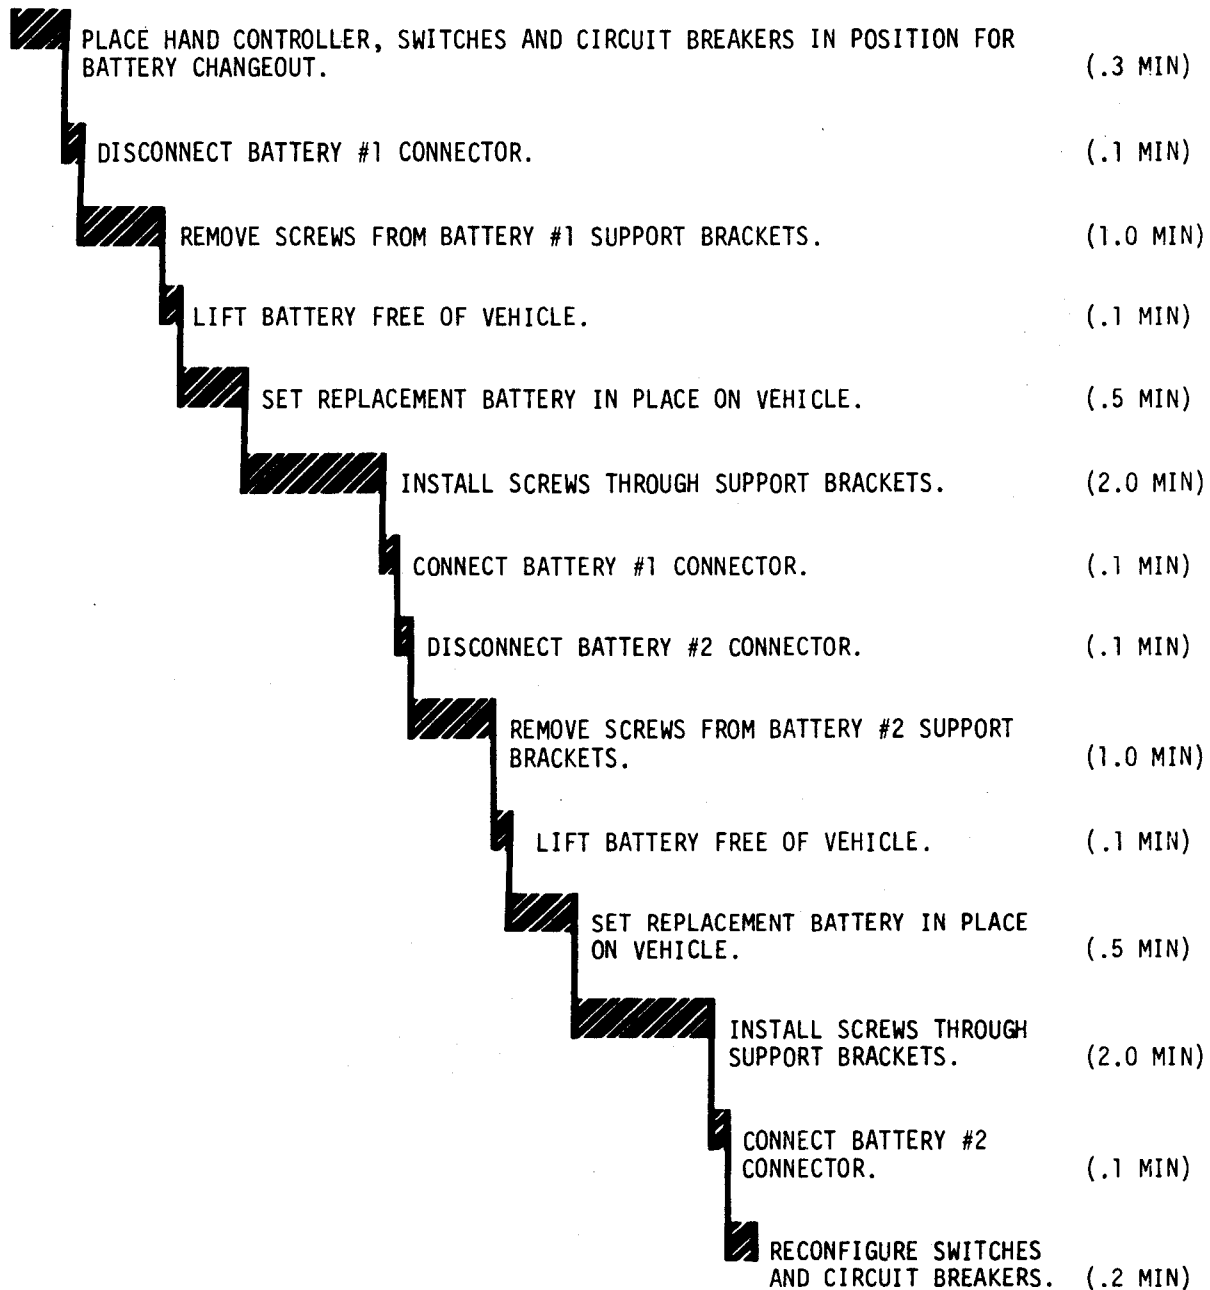 PLACE HAND CONTROLLER, SWITCHES AND CIRCUIT BREAKERS IN POSITION FOR
BATTERY CHANGEOUT. (.3 MIN)
DISCONNECT BATTERY #1 CONNECTOR. (.1 MIN)
REMOVE SCREWS FROM BATTERY #1 SUPPORT BRACKETS. (1.0 MIN)
LIFT BATTERY FREE OF VEHICLE. (.1 MIN)
SET REPLACEMENT BATTERY IN PLACE ON VEHICLE. (.5 MIN)
INSTALL SCREWS THROUGH SUPPORT BRACKETS. (2.0 MIN)
CONNECT BATTERY #1 CONNECTOR. (.1 MIN)
DISCONNECT BATTERY #2 CONNECTOR. (.1 MIN)
REMOVE SCREWS FROM BATTERY #2 SUPPORT
BRACKETS. (1.0 MIN)
LIFT BATTERY FREE OF VEHICLE. (.1 MIN)
SET REPLACEMENT BATTERY IN PLACE
ON VEHICLE. (.5 MIN)
INSTALL SCREWS THROUGH
SUPPORT BRACKETS. (2.0 MIN)
CONNECT BATTERY #2
CONNECTOR. (.1 MIN)
RECONFIGURE SWITCHES
AND CIRCUIT BREAKERS. (.2 MIN)